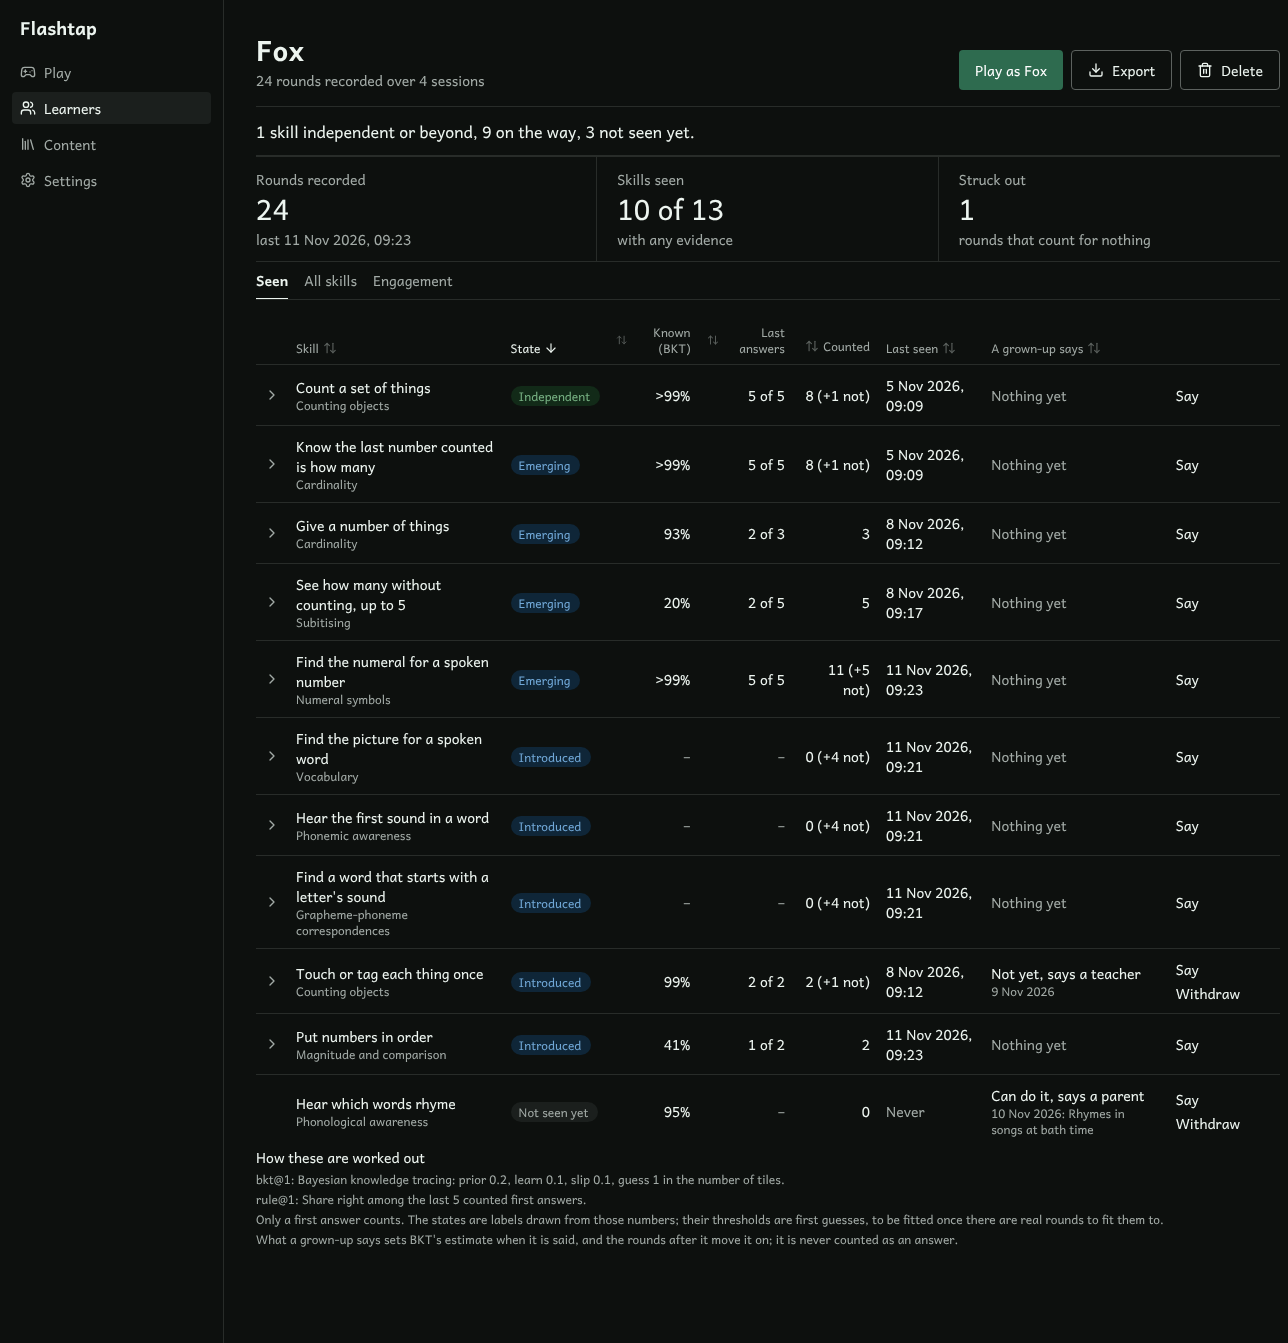 Flashtap
Play
Learners
Content
Settings
Fox
24 rounds recorded over 4 sessions
Play as Fox
Export
Delete
1 skill independent or beyond, 9 on the way, 3 not seen yet.
Rounds recorded
24
last 11 Nov 2026, 09:23
Skills seen
10 of 13
with any evidence
Struck out
1
rounds that count for nothing
Seen
All skills
Engagement
Skill
State
Known
(BKT)
Last
answers
Counted
Last seen
A grown-up says
Count a set of things
Counting objects
Independent
>99%
5 of 5
8 (+1 not)
5 Nov 2026,
09:09
Nothing yet
Say
Know the last number counted
is how many
Cardinality
Emerging
>99%
5 of 5
8 (+1 not)
5 Nov 2026,
09:09
Nothing yet
Say
Give a number of things
Cardinality
Emerging
93%
2 of 3
3
8 Nov 2026,
09:12
Nothing yet
Say
See how many without
counting, up to 5
Subitising
Emerging
20%
2 of 5
5
8 Nov 2026,
09:17
Nothing yet
Say
Find the numeral for a spoken
number
Numeral symbols
Emerging
>99%
5 of 5
11 (+5
not)
11 Nov 2026,
09:23
Nothing yet
Say
Find the picture for a spoken
word
Vocabulary
Introduced
–
–
0 (+4 not)
11 Nov 2026,
09:21
Nothing yet
Say
Hear the first sound in a word
Phonemic awareness
Introduced
–
–
0 (+4 not)
11 Nov 2026,
09:21
Nothing yet
Say
Find a word that starts with a
letter's sound
Grapheme-phoneme
correspondences
Introduced
–
–
0 (+4 not)
11 Nov 2026,
09:21
Nothing yet
Say
Touch or tag each thing once
Counting objects
Introduced
99%
2 of 2
2 (+1 not)
8 Nov 2026,
09:12
Not yet, says a teacher
9 Nov 2026
Say
Withdraw
Put numbers in order
Magnitude and comparison
Introduced
41%
1 of 2
2
11 Nov 2026,
09:23
Nothing yet
Say
Hear which words rhyme
Phonological awareness
Not seen yet
95%
–
0
Never
Can do it, says a parent
10 Nov 2026: Rhymes in
songs at bath time
Say
Withdraw
How these are worked out
bkt@1: Bayesian knowledge tracing: prior 0.2, learn 0.1, slip 0.1, guess 1 in the number of tiles.
rule@1: Share right among the last 5 counted first answers.
Only a first answer counts. The states are labels drawn from those numbers; their thresholds are first guesses, to be fitted once there are real rounds to fit them to.
What a grown-up says sets BKT's estimate when it is said, and the rounds after it move it on; it is never counted as an answer.